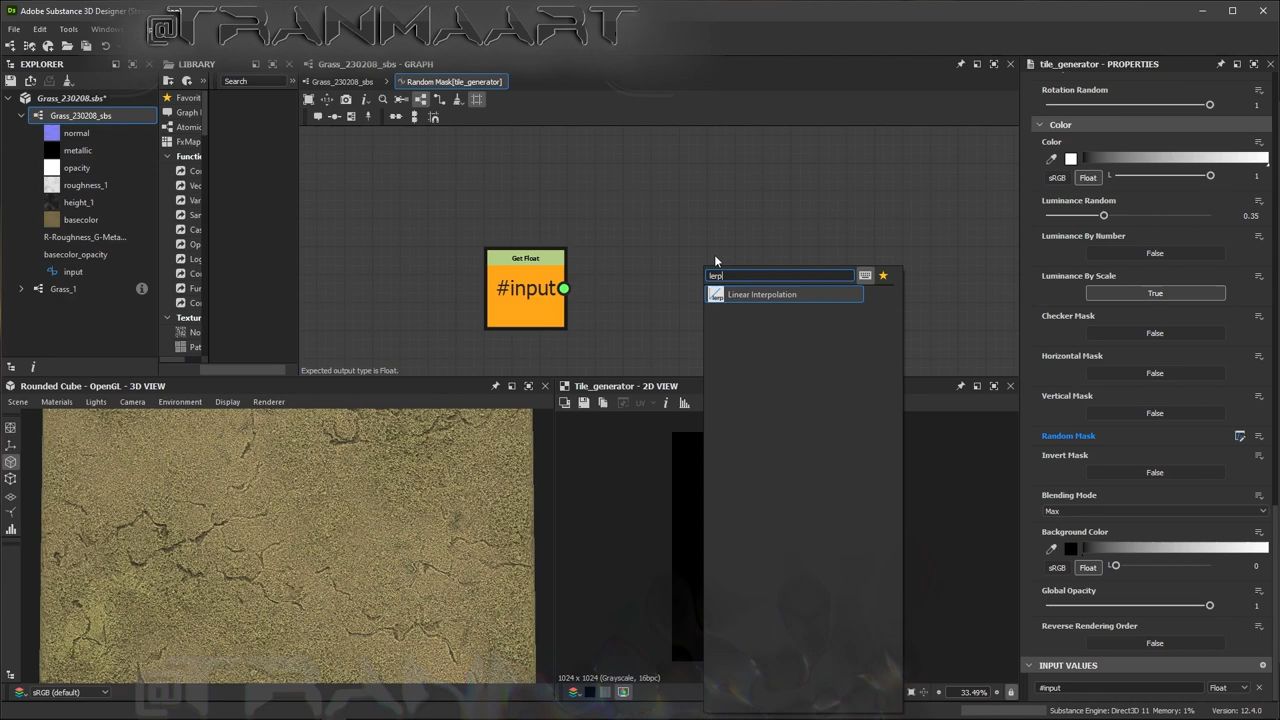 Adobe Substance 3D Designer
@TRANMAART
File Edit Tools Windows
EXPLORER
LIBRARY
Grass_230208_sbs - GRAPH
tile_generator - PROPERTIES
Search
Grass_230208_sbs
Random Mask[tile_generator]
Grass_230208.sbs*
Grass_230208_sbs
normal
metallic
opacity
roughness_1
height_1
basecolor
R-Roughness_G-Meta...
basecolor_opacity
input
Grass_1
Favorit
Graph I
Atomic
FxMap
Functio
Co
Vec
Var
Sar
Cas
Op
Log
Co
Fun
Co
Textur
No
Pat
Get Float
#input
lerp
Linear Interpolation
Expected output type is Float.
Rotation Random
1
Color
Color
sRGB Float L 1
Luminance Random
0.35
Luminance By Number
False
Luminance By Scale
True
Checker Mask
False
Horizontal Mask
False
Vertical Mask
False
Random Mask
Invert Mask
False
Blending Mode
Max
Background Color
sRGB Float L 0
Global Opacity
1
Reverse Rendering Order
False
INPUT VALUES
#input Float
Rounded Cube - OpenGL - 3D VIEW
Scene Materials Lights Camera Environment Display Renderer
sRGB (default)
Tile_generator - 2D VIEW
UV
1024 x 1024 (Grayscale, 16bpc)
33.49%
Substance Engine: Direct3D 11 Memory: 1% Version: 12.4.0